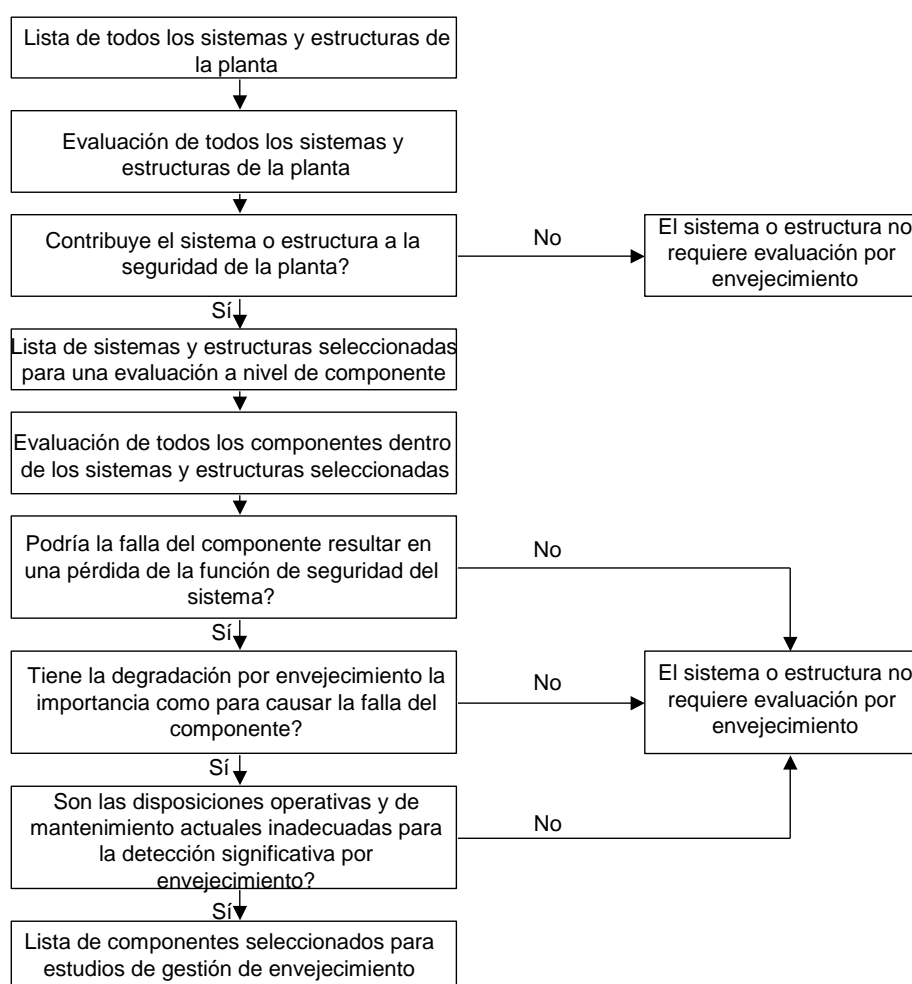 Lista de todos los sistemas y estructuras de
la planta
Evaluación de todos los sistemas y
estructuras de la planta
Contribuye el sistema o estructura a la
seguridad de la planta?
No
El sistema o estructura no
requiere evaluación por
envejecimiento
Sí
Lista de sistemas y estructuras seleccionadas
para una evaluación a nivel de componente
Evaluación de todos los componentes dentro
de los sistemas y estructuras seleccionadas
Podría la falla del componente resultar en
una pérdida de la función de seguridad del
sistema?
No
Sí
Tiene la degradación por envejecimiento la
importancia como para causar la falla del
componente?
No
El sistema o estructura no
requiere evaluación por
envejecimiento
Sí
Son las disposiciones operativas y de
mantenimiento actuales inadecuadas para
la detección significativa por
envejecimiento?
No
Sí
Lista de componentes seleccionados para
estudios de gestión de envejecimiento